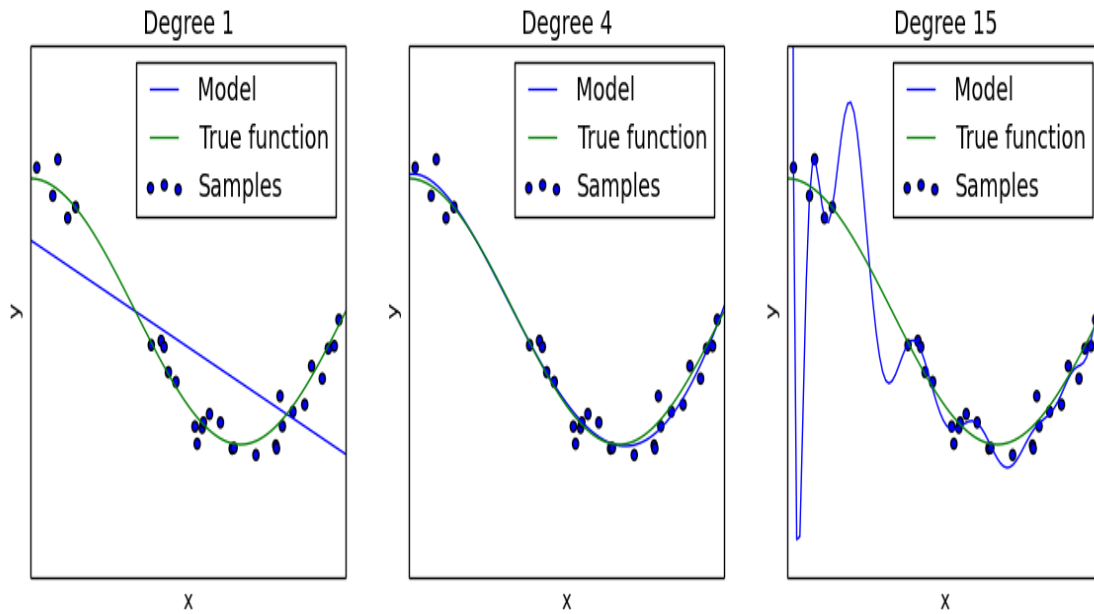 Degree 1
Model
True function
Samples
y
x
Degree 4
Model
True function
Samples
y
x
Degree 15
Model
True function
Samples
y
x